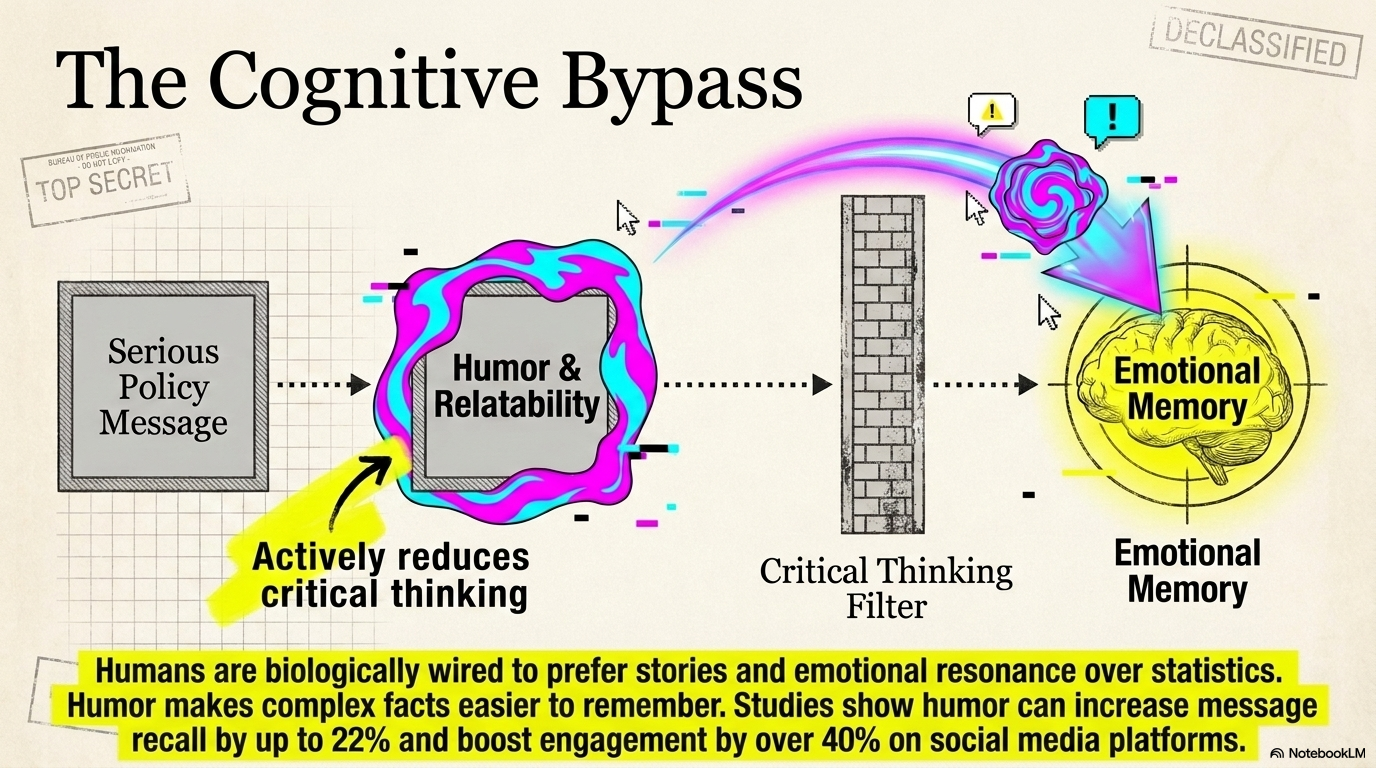 The Cognitive Bypass
DECLASSIFIED
- DO NOT COPY -
TOP SECRET
Serious
Policy
Message
Humor &
Relatability
Emotional
Memory
Actively reduces
critical thinking
Critical Thinking
Filter
Emotional
Memory
Humans are biologically wired to prefer stories and emotional resonance over statistics.
Humor makes complex facts easier to remember. Studies show humor can increase message
recall by up to 22% and boost engagement by over 40% on social media platforms.
NotebookLM